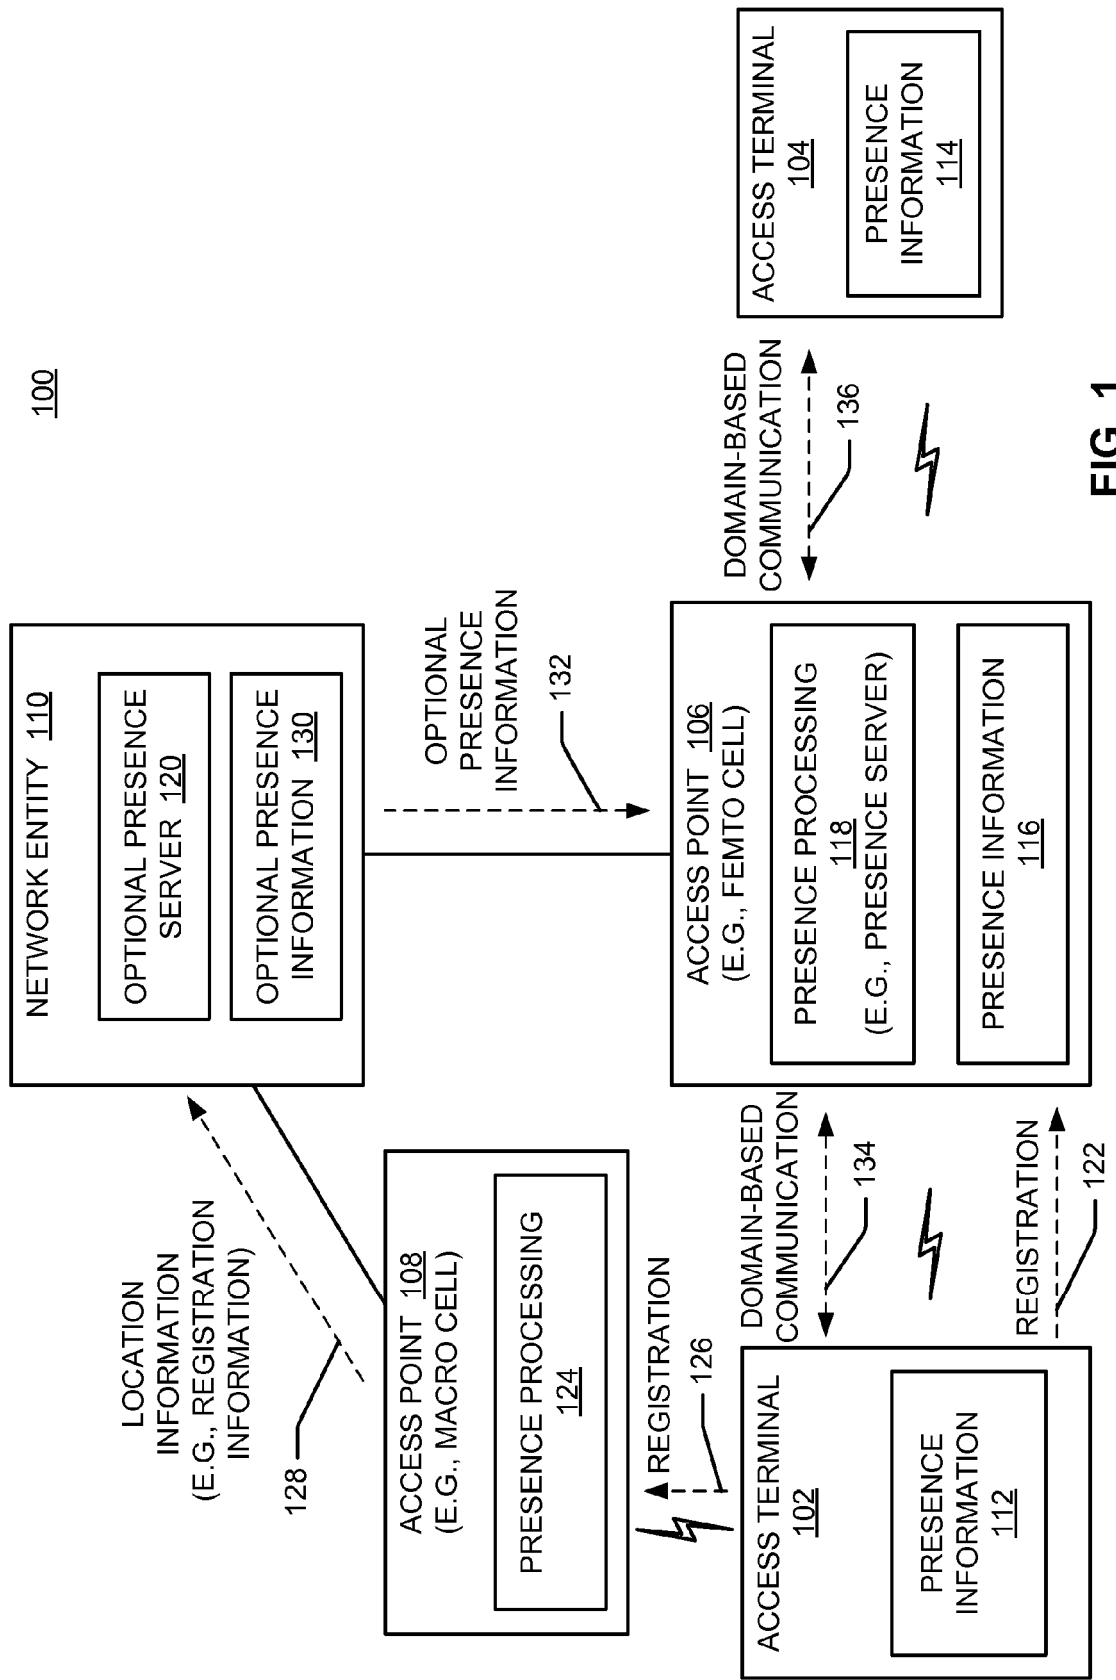 100
NETWORK ENTITY 110
OPTIONAL PRESENCE
SERVER 120
OPTIONAL PRESENCE
INFORMATION 130
LOCATION
INFORMATION
(E.G., REGISTRATION
INFORMATION)
128
OPTIONAL
PRESENCE
INFORMATION
132
ACCESS POINT 108
(E.G., MACRO CELL)
PRESENCE PROCESSING
124
REGISTRATION
126
ACCESS TERMINAL
102
PRESENCE
INFORMATION
112
DOMAIN-BASED
COMMUNICATION
134
REGISTRATION
122
ACCESS POINT 106
(E.G., FEMTO CELL)
PRESENCE PROCESSING
118
(E.G., PRESENCE SERVER)
PRESENCE INFORMATION
116
DOMAIN-BASED
COMMUNICATION
136
ACCESS TERMINAL
104
PRESENCE
INFORMATION
114
FIG. 1